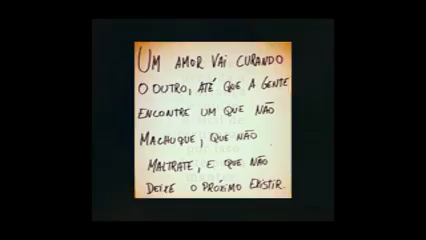 UM AMOR VAI CURANDO
O OUTRO, ATÉ QUE A GENTE
ENCONTRE UM QUE NÃO
MACHUQUE, QUE NÃO
MALTRATE, E QUE NÃO
DEIXE O PRÓXIMO EXISTIR.